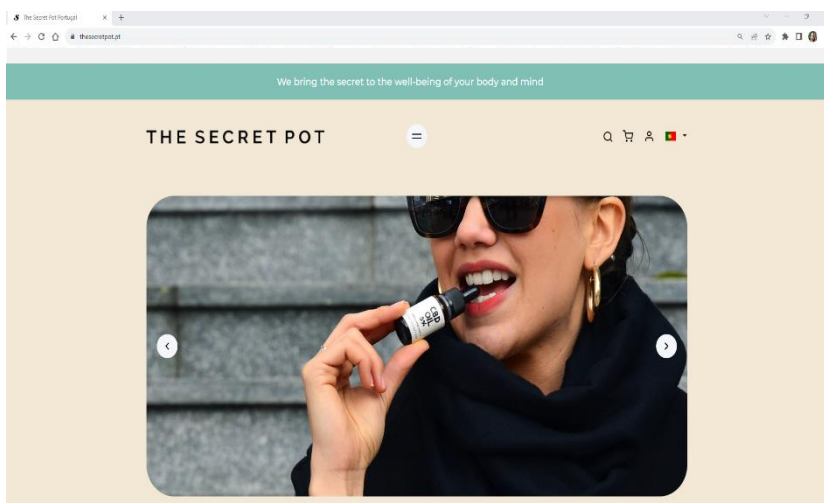 The Secret Pot Portugal
thesecretpot.pt
We bring the secret to the well-being of your body and mind
THE SECRET POT
CBD
OIL
5%